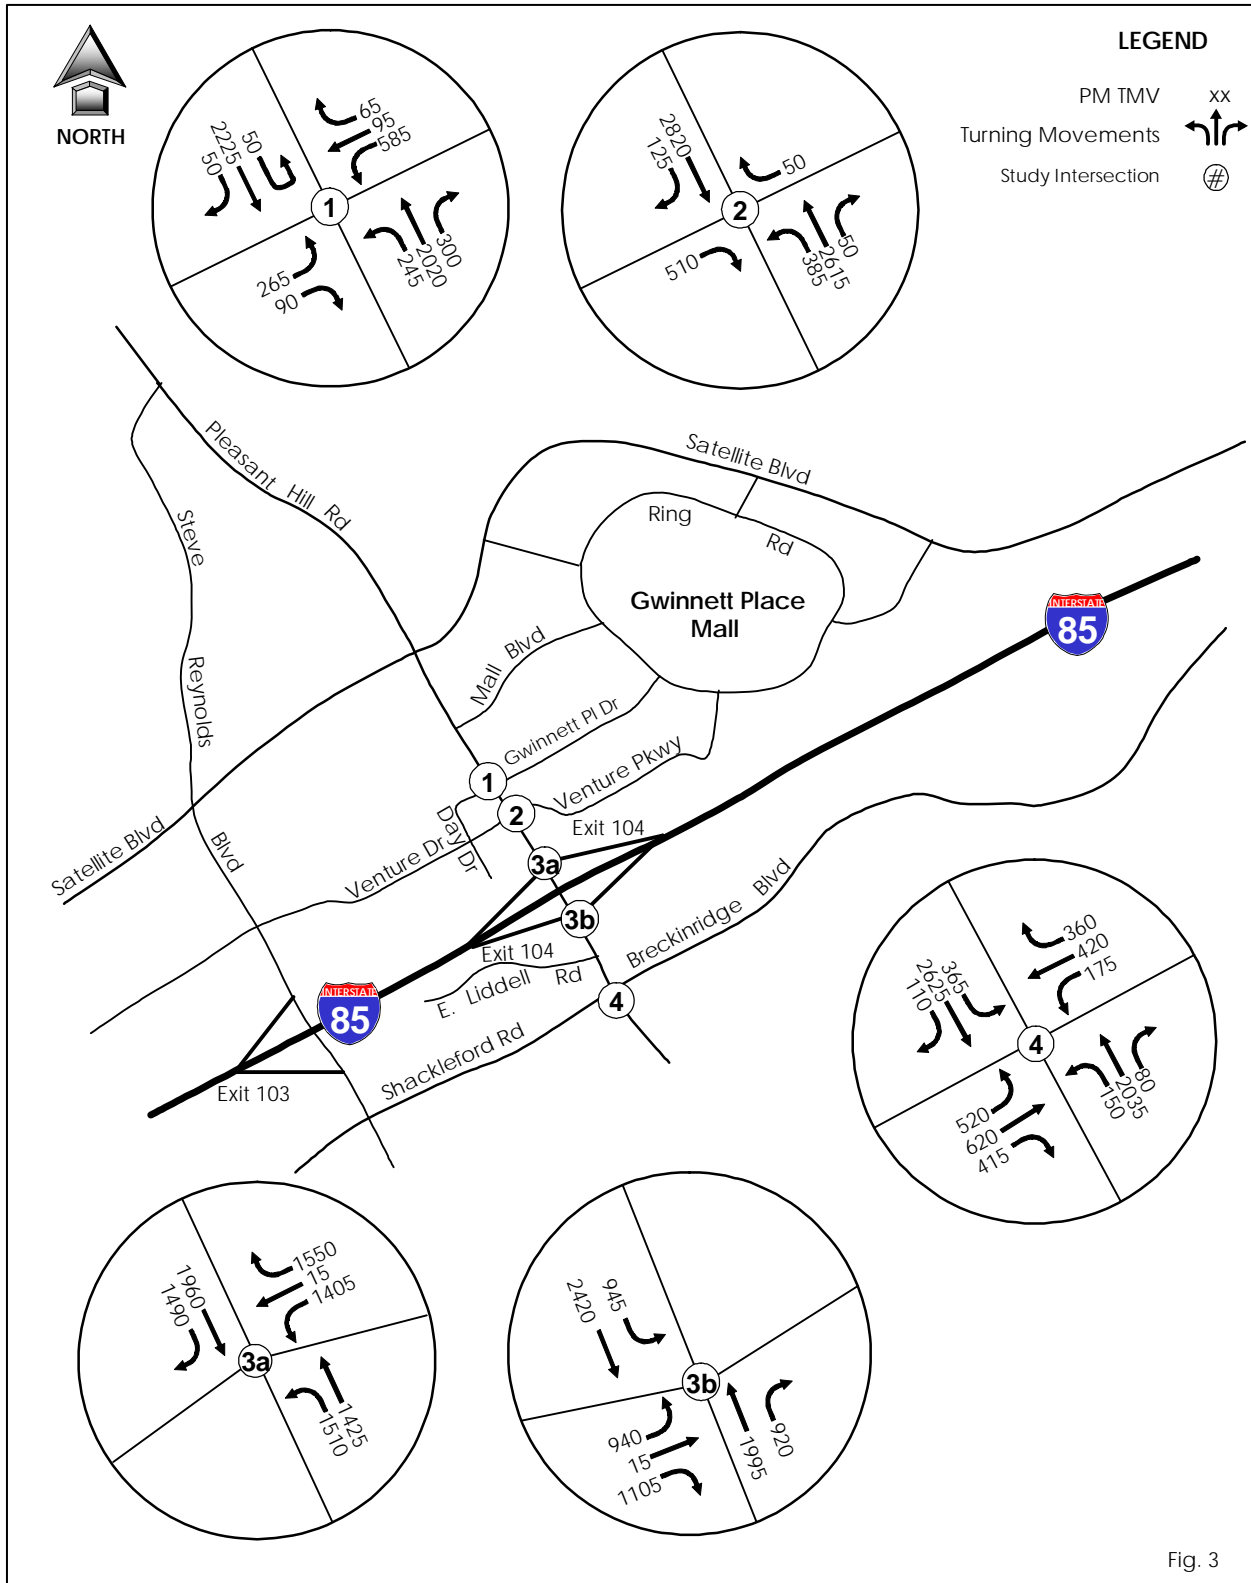 NORTH
LEGEND
PM TMV xx
Turning Movements
Study Intersection #
65
95
585
50
2225
50
265
90
245
2020
300
1
2820
125
50
510
385
2615
50
2
Pleasant Hill Rd
Steve Reynolds Blvd
Satellite Blvd
Ring Rd
Gwinnett Place
Mall
INTERSTATE
85
Mall Blvd
Gwinnett Pl Dr
Venture Pkwy
1
2
3a
3b
4
Day Dr
Venture Dr
Satellite Blvd
Exit 104
Exit 104
Breckinridge Blvd
E. Liddell Rd
Shackleford Rd
INTERSTATE
85
Exit 103
360
420
175
365
2625
110
520
620
415
150
2035
80
4
1550
15
1405
1960
1490
1425
1510
3a
945
2420
940
15
1105
1995
920
3b
Fig. 3